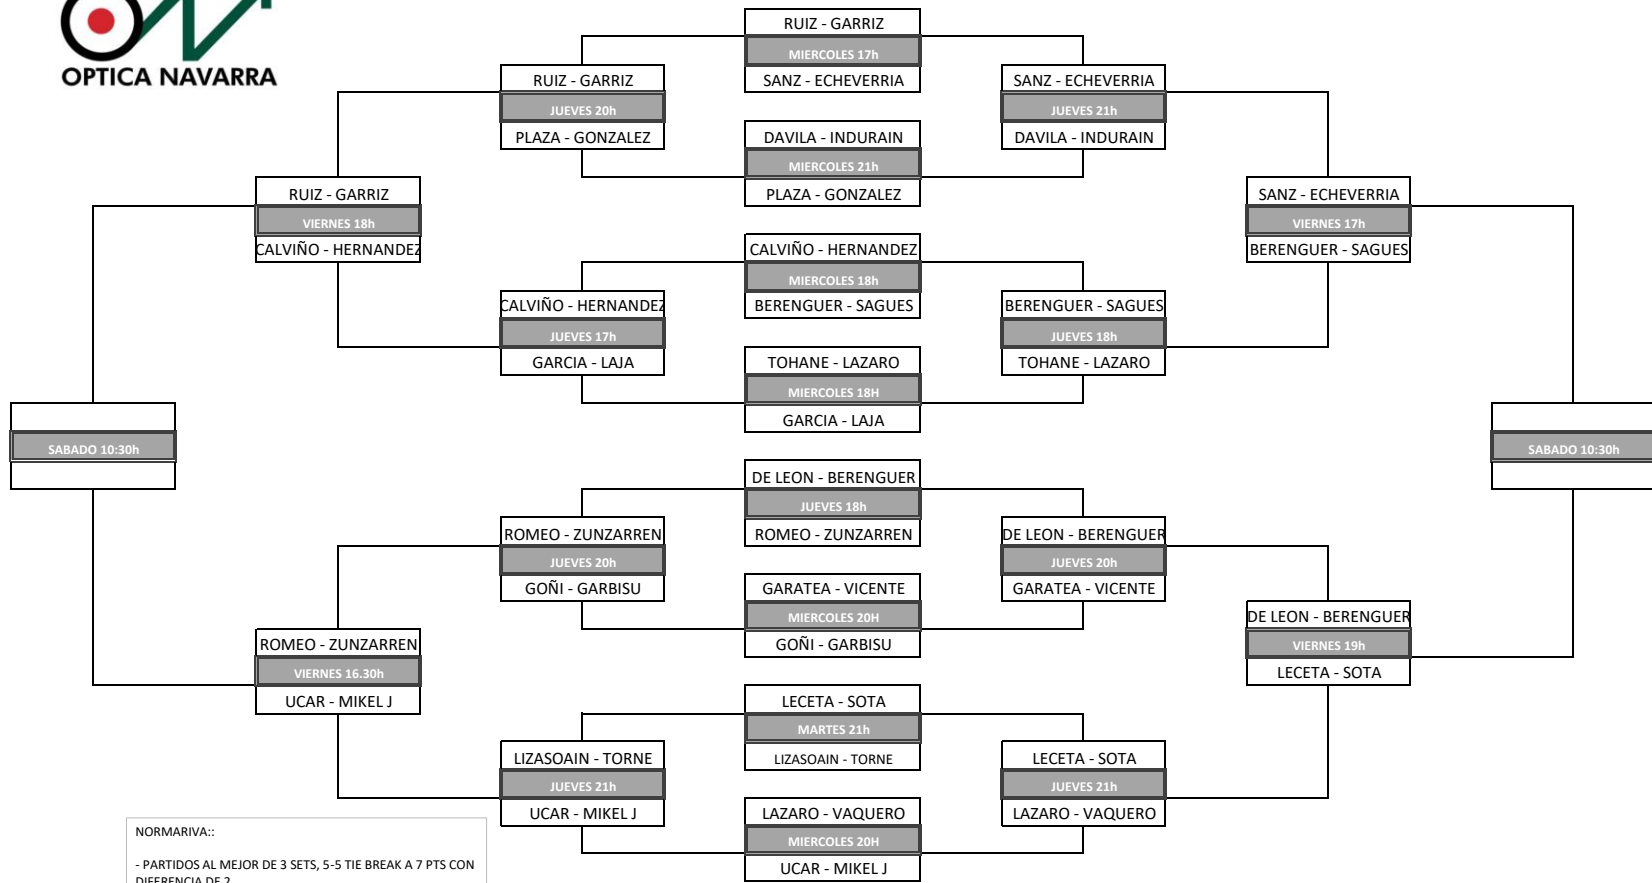 OPTICA NAVARRA
RUIZ - GARRIZ
MIERCOLES 17h
SANZ - ECHEVERRIA
RUIZ - GARRIZ
JUEVES 20h
PLAZA - GONZALEZ
SANZ - ECHEVERRIA
JUEVES 21h
DAVILA - INDURAIN
DAVILA - INDURAIN
MIERCOLES 21h
PLAZA - GONZALEZ
RUIZ - GARRIZ
VIERNES 18h
CALVIÑO - HERNANDEZ
SANZ - ECHEVERRIA
VIERNES 17h
BERENGUER - SAGUES
CALVIÑO - HERNANDEZ
MIERCOLES 18h
BERENGUER - SAGUES
CALVIÑO - HERNANDEZ
JUEVES 17h
GARCIA - LAJA
BERENGUER - SAGUES
JUEVES 18h
TOHANE - LAZARO
TOHANE - LAZARO
MIERCOLES 18H
GARCIA - LAJA
SABADO 10:30h
SABADO 10:30h
DE LEON - BERENGUER
JUEVES 18h
ROMEO - ZUNZARREN
ROMEO - ZUNZARREN
JUEVES 20h
GOÑI - GARBISU
DE LEON - BERENGUER
JUEVES 20h
GARATEA - VICENTE
GARATEA - VICENTE
MIERCOLES 20H
GOÑI - GARBISU
ROMEO - ZUNZARREN
VIERNES 16.30h
UCAR - MIKEL J
DE LEON - BERENGUER
VIERNES 19h
LECETA - SOTA
LECETA - SOTA
MARTES 21h
LIZASOAIN - TORNE
LIZASOAIN - TORNE
JUEVES 21h
UCAR - MIKEL J
LECETA - SOTA
JUEVES 21h
LAZARO - VAQUERO
LAZARO - VAQUERO
MIERCOLES 20H
UCAR - MIKEL J
NORMARIVA::
- PARTIDOS AL MEJOR DE 3 SETS, 5-5 TIE BREAK A 7 PTS CON
DIFERENCIA DE 2